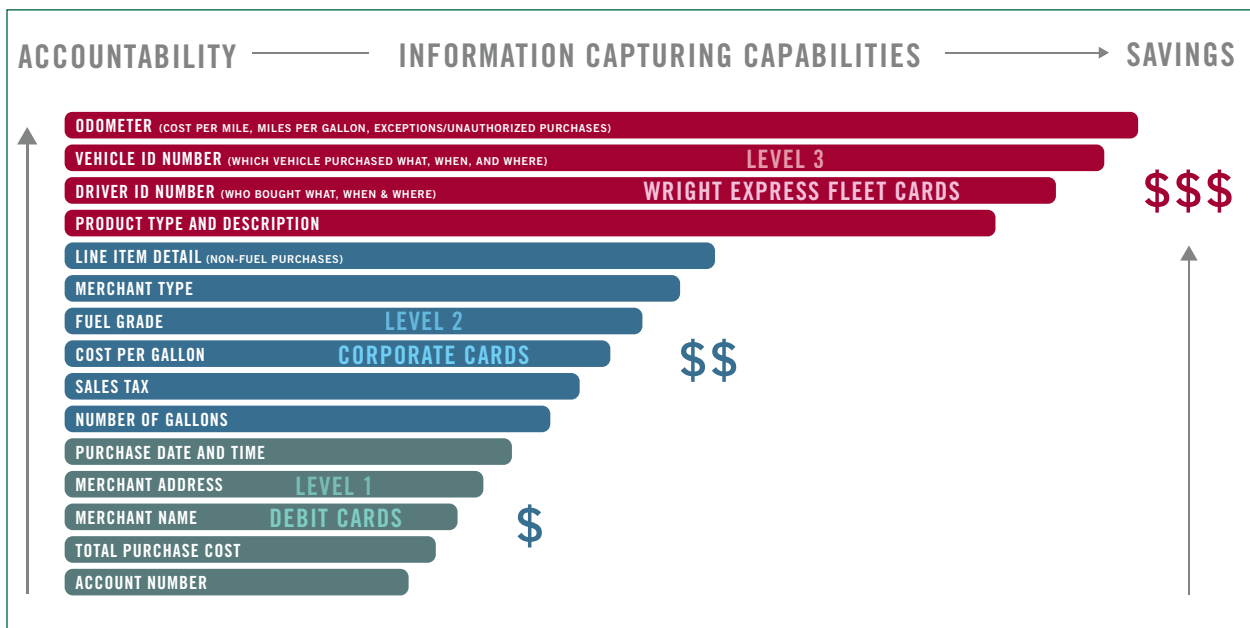 ACCOUNTABILITY INFORMATION CAPTURING CAPABILITIES SAVINGS
ODOMETER (COST PER MILE, MILES PER GALLON, EXCEPTIONS/UNAUTHORIZED PURCHASES)
VEHICLE ID NUMBER (WHICH VEHICLE PURCHASED WHAT, WHEN, AND WHERE) LEVEL 3
DRIVER ID NUMBER (WHO BOUGHT WHAT, WHEN & WHERE) WRIGHT EXPRESS FLEET CARDS
$$$
PRODUCT TYPE AND DESCRIPTION
LINE ITEM DETAIL (NON-FUEL PURCHASES)
MERCHANT TYPE
FUEL GRADE LEVEL 2
COST PER GALLON CORPORATE CARDS
$$
SALES TAX
NUMBER OF GALLONS
PURCHASE DATE AND TIME
MERCHANT ADDRESS LEVEL 1
MERCHANT NAME DEBIT CARDS
$
TOTAL PURCHASE COST
ACCOUNT NUMBER